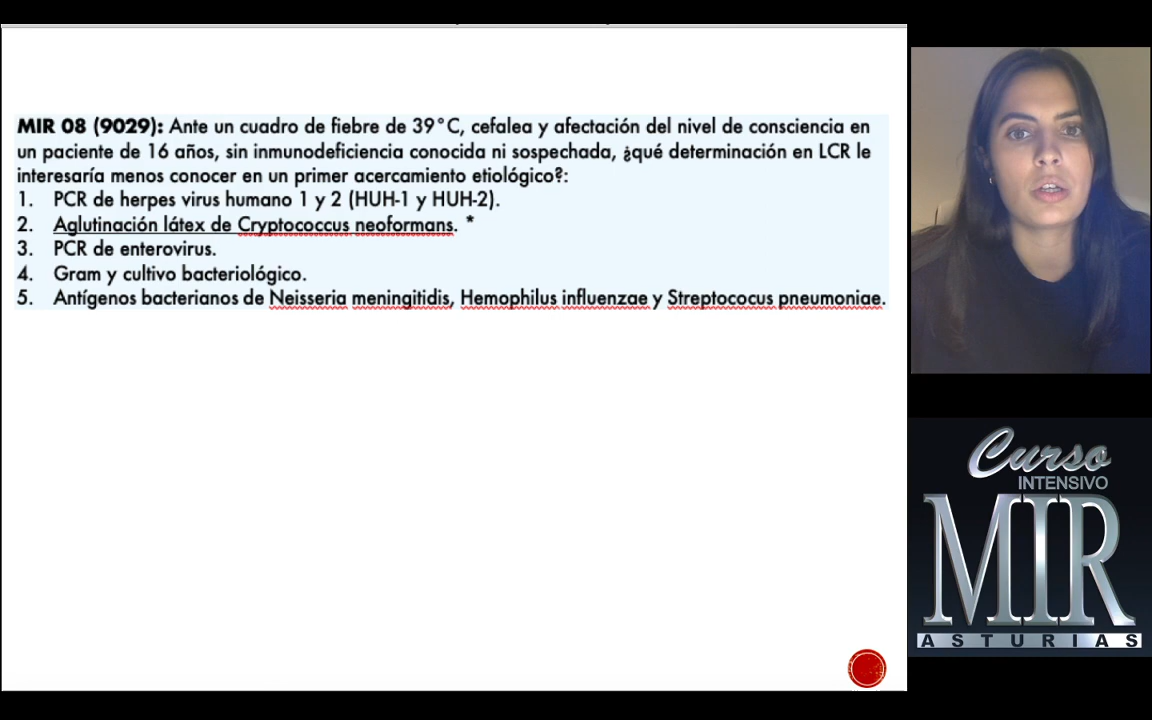 MIR 08 (9029): Ante un cuadro de fiebre de 39°C, cefalea y afectación del nivel de consciencia en
un paciente de 16 años, sin inmunodeficiencia conocida ni sospechada, ¿qué determinación en LCR le
interesaría menos conocer en un primer acercamiento etiológico?:
1. PCR de herpes virus humano 1 y 2 (HUH-1 y HUH-2).
2. Aglutinación látex de Cryptococcus neoformans. *
3. PCR de enterovirus.
4. Gram y cultivo bacteriológico.
5. Antígenos bacterianos de Neisseria meningitidis, Hemophilus influenzae y Streptococus pneumoniae.
Curso
INTENSIVO
MIR
ASTURIAS